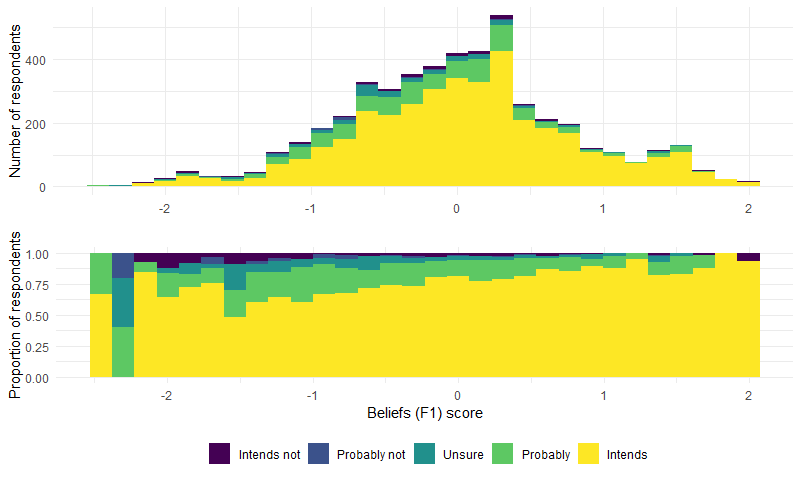 Number of respondents
400
200
0
-2 -1 0 1 2
Proportion of respondents
1.00
0.75
0.50
0.25
0.00
-2 -1 0 1 2
Beliefs (F1) score
Intends not Probably not Unsure Probably Intends